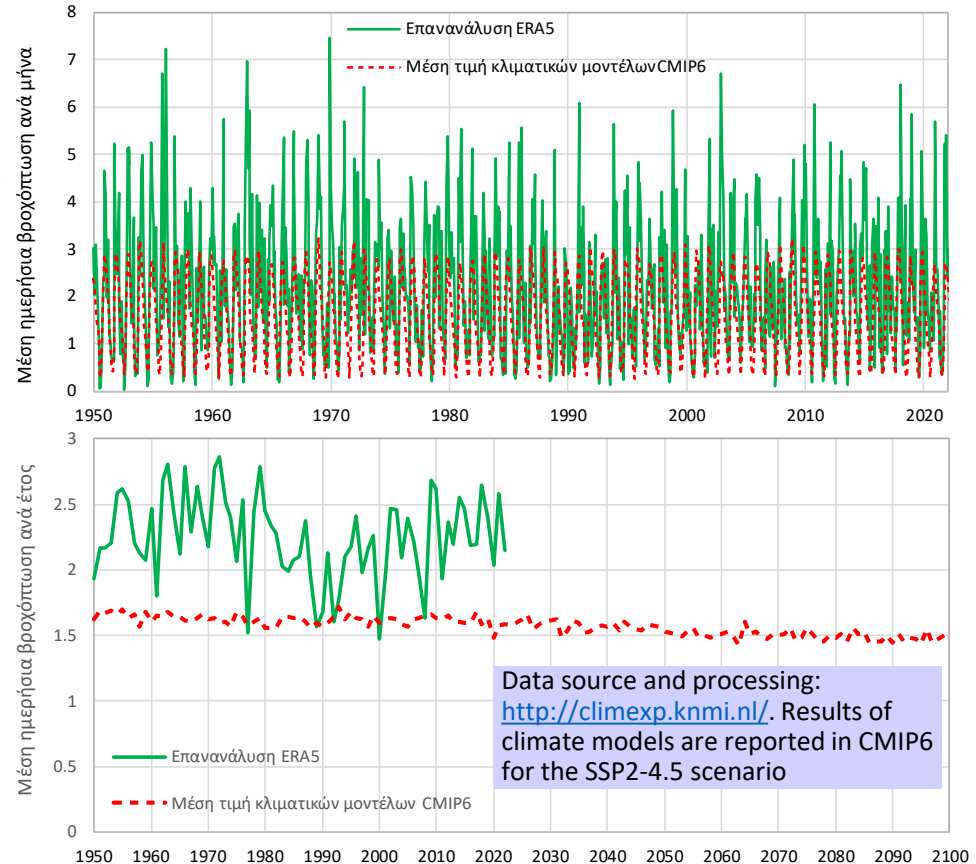 Μέση ημερήσια βροχόπτωση ανά μήνα
8
7
6
5
4
3
2
1
0
Επανανάλυση ERA5
Μέση τιμή κλιματικών μοντέλων CMIP6
1950 1960 1970 1980 1990 2000 2010 2020
Μέση ημερήσια βροχόπτωση ανά έτος
3
2.5
2
1.5
1
0.5
0
Data source and processing:
http://climexp.knmi.nl/. Results of
climate models are reported in CMIP6
for the SSP2-4.5 scenario
Επανανάλυση ERA5
Μέση τιμή κλιματικών μοντέλων CMIP6
1950 1960 1970 1980 1990 2000 2010 2020 2030 2040 2050 2060 2070 2080 2090 2100